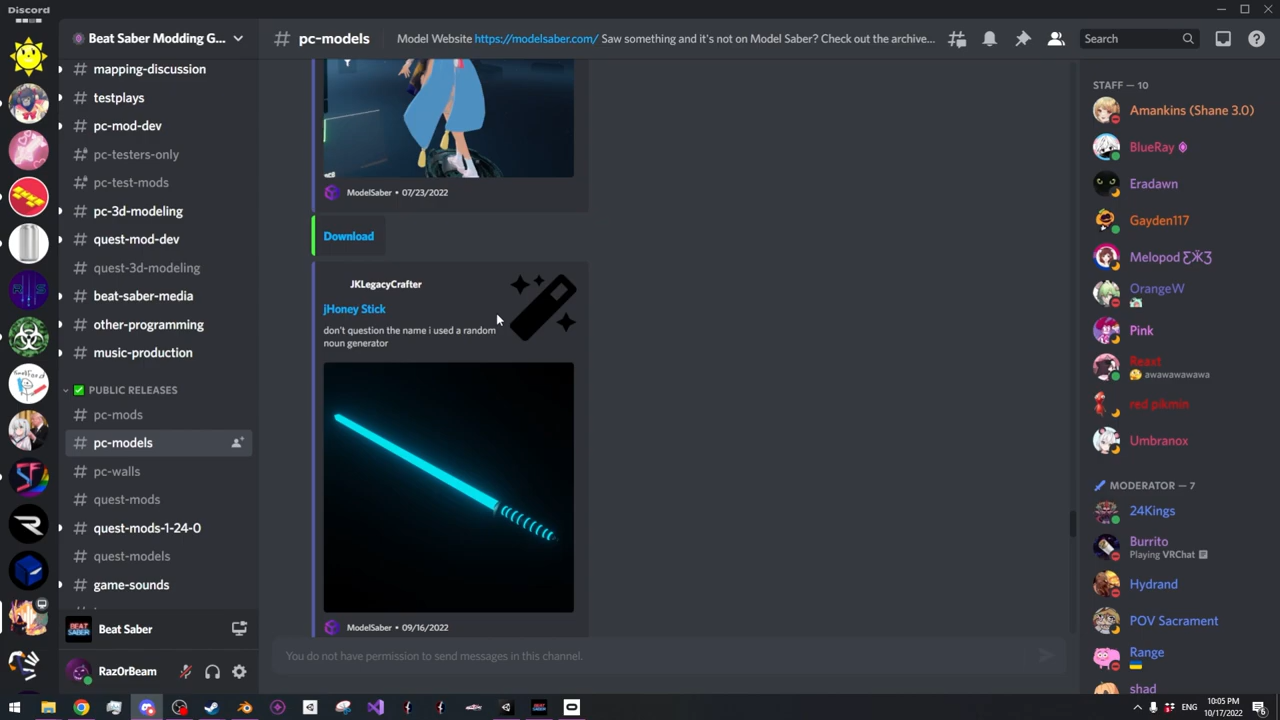 Discord
Beat Saber Modding G...
pc-models
Model Website https://modelsaber.com/ Saw something and it's not on Model Saber? Check out the archive...
Search
mapping-discussion
testplays
pc-mod-dev
pc-testers-only
pc-test-mods
pc-3d-modeling
quest-mod-dev
quest-3d-modeling
beat-saber-media
other-programming
music-production
PUBLIC RELEASES
pc-mods
pc-models
pc-walls
quest-mods
quest-mods-1-24-0
quest-models
game-sounds
BEAT SABER
Beat Saber
RazOrBeam
ModelSaber • 07/23/2022
Download
JKLegacyCrafter
jHoney Stick
don't question the name i used a random
noun generator
ModelSaber • 09/16/2022
You do not have permission to send messages in this channel.
STAFF — 10
Amankins (Shane 3.0)
BlueRay
Eradawn
Gayden117
Melopod Ƹ̵̡Ӝ̵̨̄Ʒ
OrangeW
Pink
Reaxt
awawawawawa
red pikmin
Umbranox
MODERATOR — 7
24Kings
Burrito
Playing VRChat
Hydrand
POV Sacrament
Range
shad
10:05 PM
10/17/2022